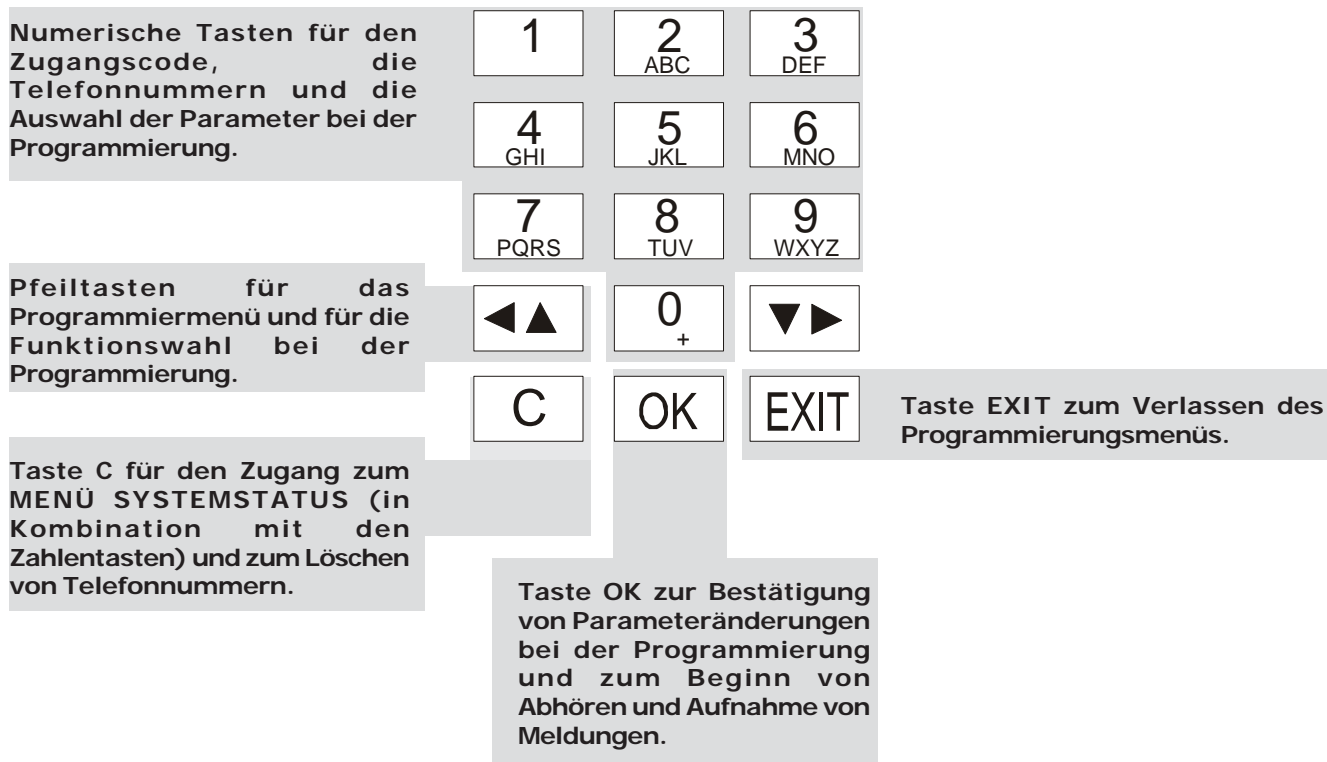 Numerische Tasten für den
Zugangscode, die
Telefonnummern und die
Auswahl der Parameter bei der
Programmierung.
1 2 3
ABC DEF
4 5 6
GHI JKL MNO
7 8 9
PQRS TUV WXYZ
Pfeiltasten für das
Programmiermenü und für die
Funktionswahl bei der
Programmierung.
◀▲ 0 ▼▶
+
C OK EXIT
Taste EXIT zum Verlassen des
Programmierungsmenüs.
Taste C für den Zugang zum
MENÜ SYSTEMSTATUS (in
Kombination mit den
Zahlentasten) und zum Löschen
von Telefonnummern.
Taste OK zur Bestätigung
von Parameteränderungen
bei der Programmierung
und zum Beginn von
Abhören und Aufnahme von
Meldungen.